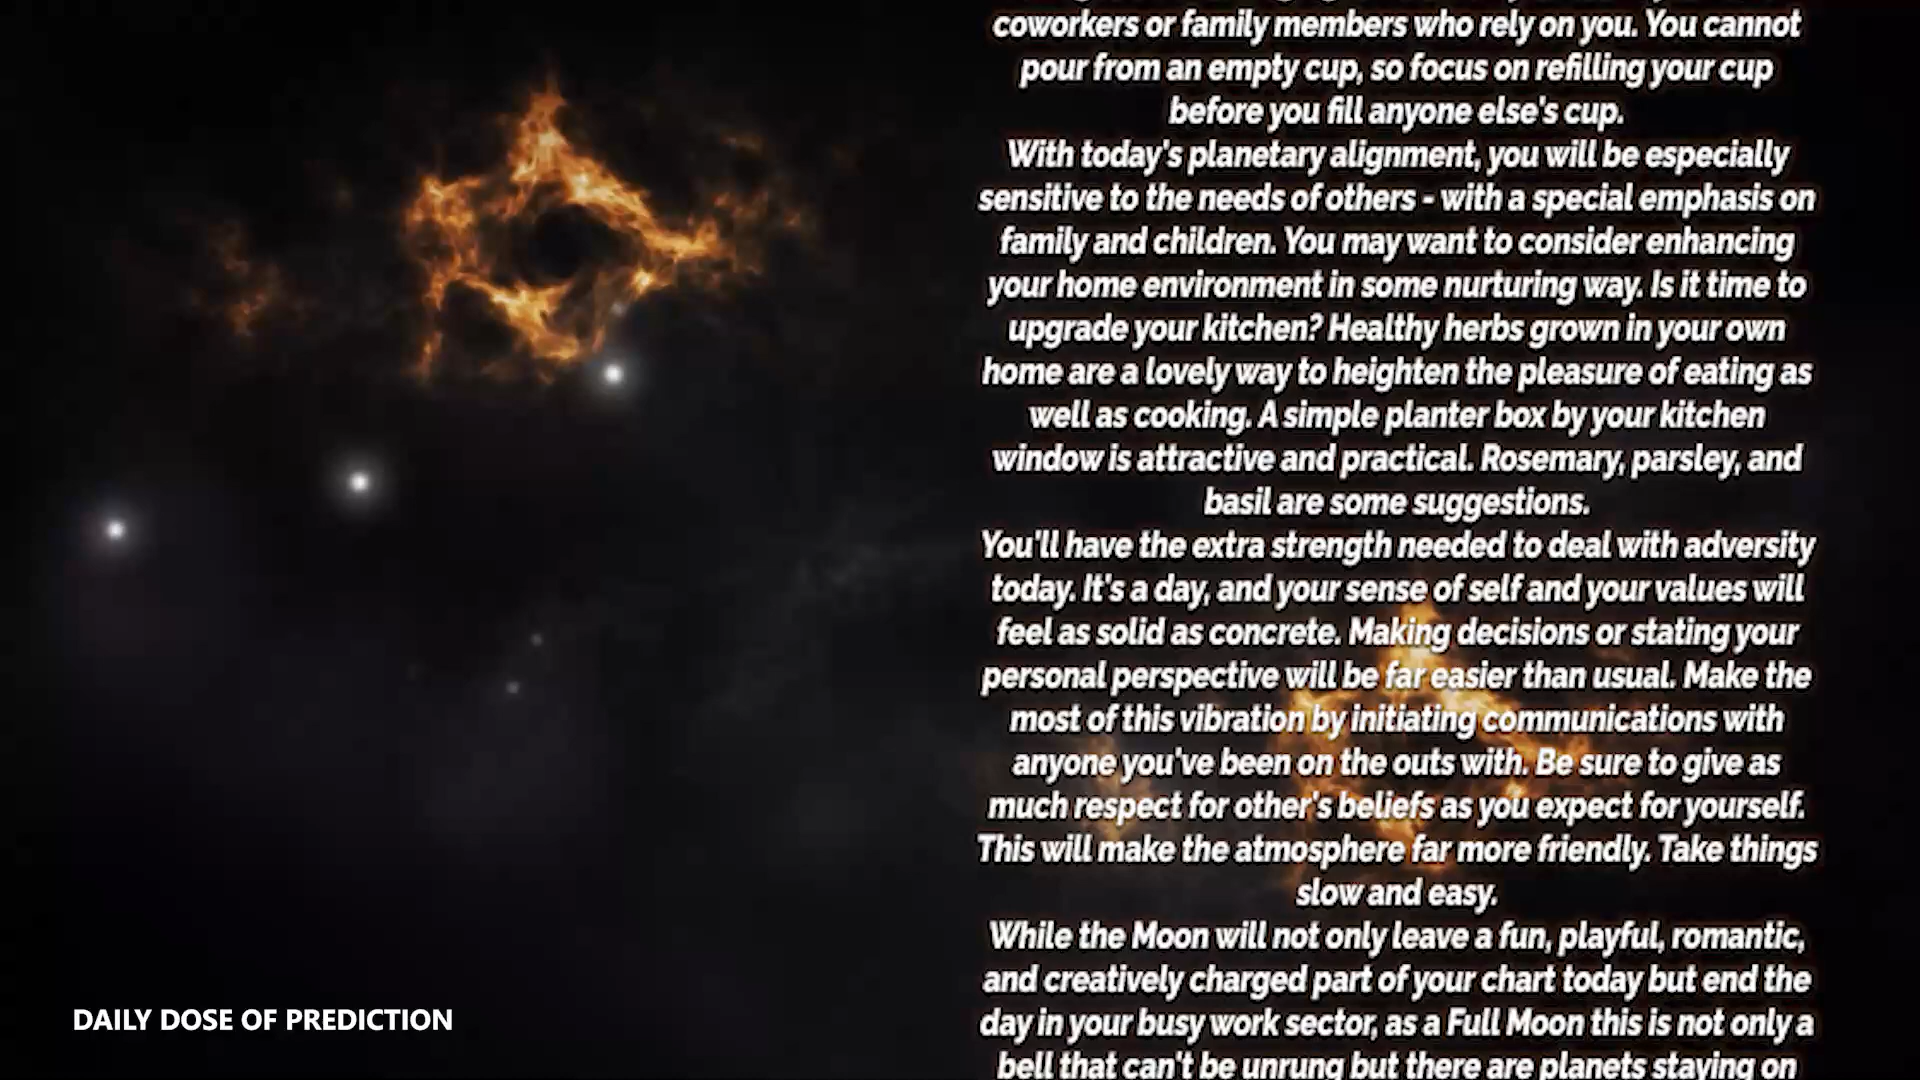 coworkers or family members who rely on you. You cannot
pour from an empty cup, so focus on refilling your cup
before you fill anyone else's cup.
With today's planetary alignment, you will be especially
sensitive to the needs of others - with a special emphasis on
family and children. You may want to consider enhancing
your home environment in some nurturing way. Is it time to
upgrade your kitchen? Healthy herbs grown in your own
home are a lovely way to heighten the pleasure of eating as
well as cooking. A simple planter box by your kitchen
window is attractive and practical. Rosemary, parsley, and
basil are some suggestions.
You'll have the extra strength needed to deal with adversity
today. It's a day, and your sense of self and your values will
feel as solid as concrete. Making decisions or stating your
personal perspective will be far easier than usual. Make the
most of this vibration by initiating communications with
anyone you've been on the outs with. Be sure to give as
much respect for other's beliefs as you expect for yourself.
This will make the atmosphere far more friendly. Take things
slow and easy.
While the Moon will not only leave a fun, playful, romantic,
and creatively charged part of your chart today but end the
day in your busy work sector, as a Full Moon this is not only a
bell that can't be unrung but there are planets staying on
DAILY DOSE OF PREDICTION